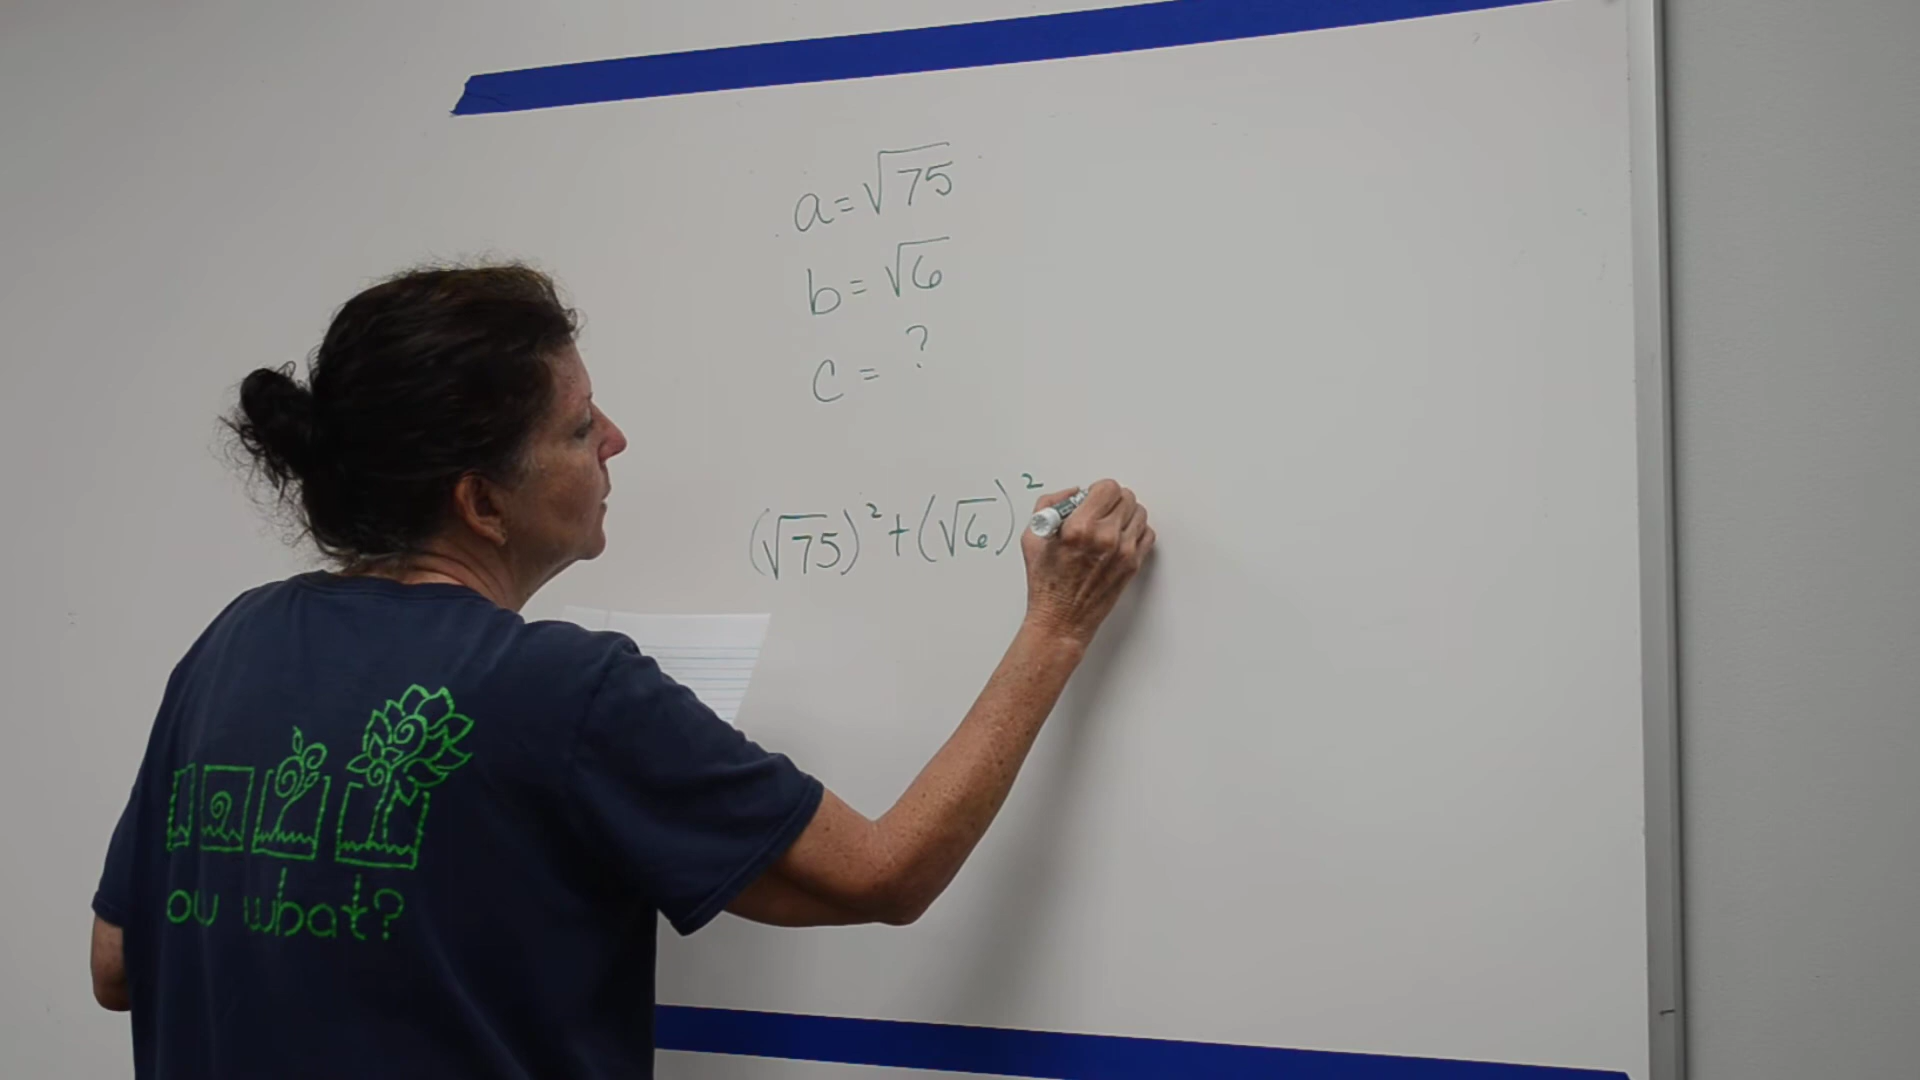 a=√75
b=√6
c = ?
(√75)²+(√6)²
ou what?